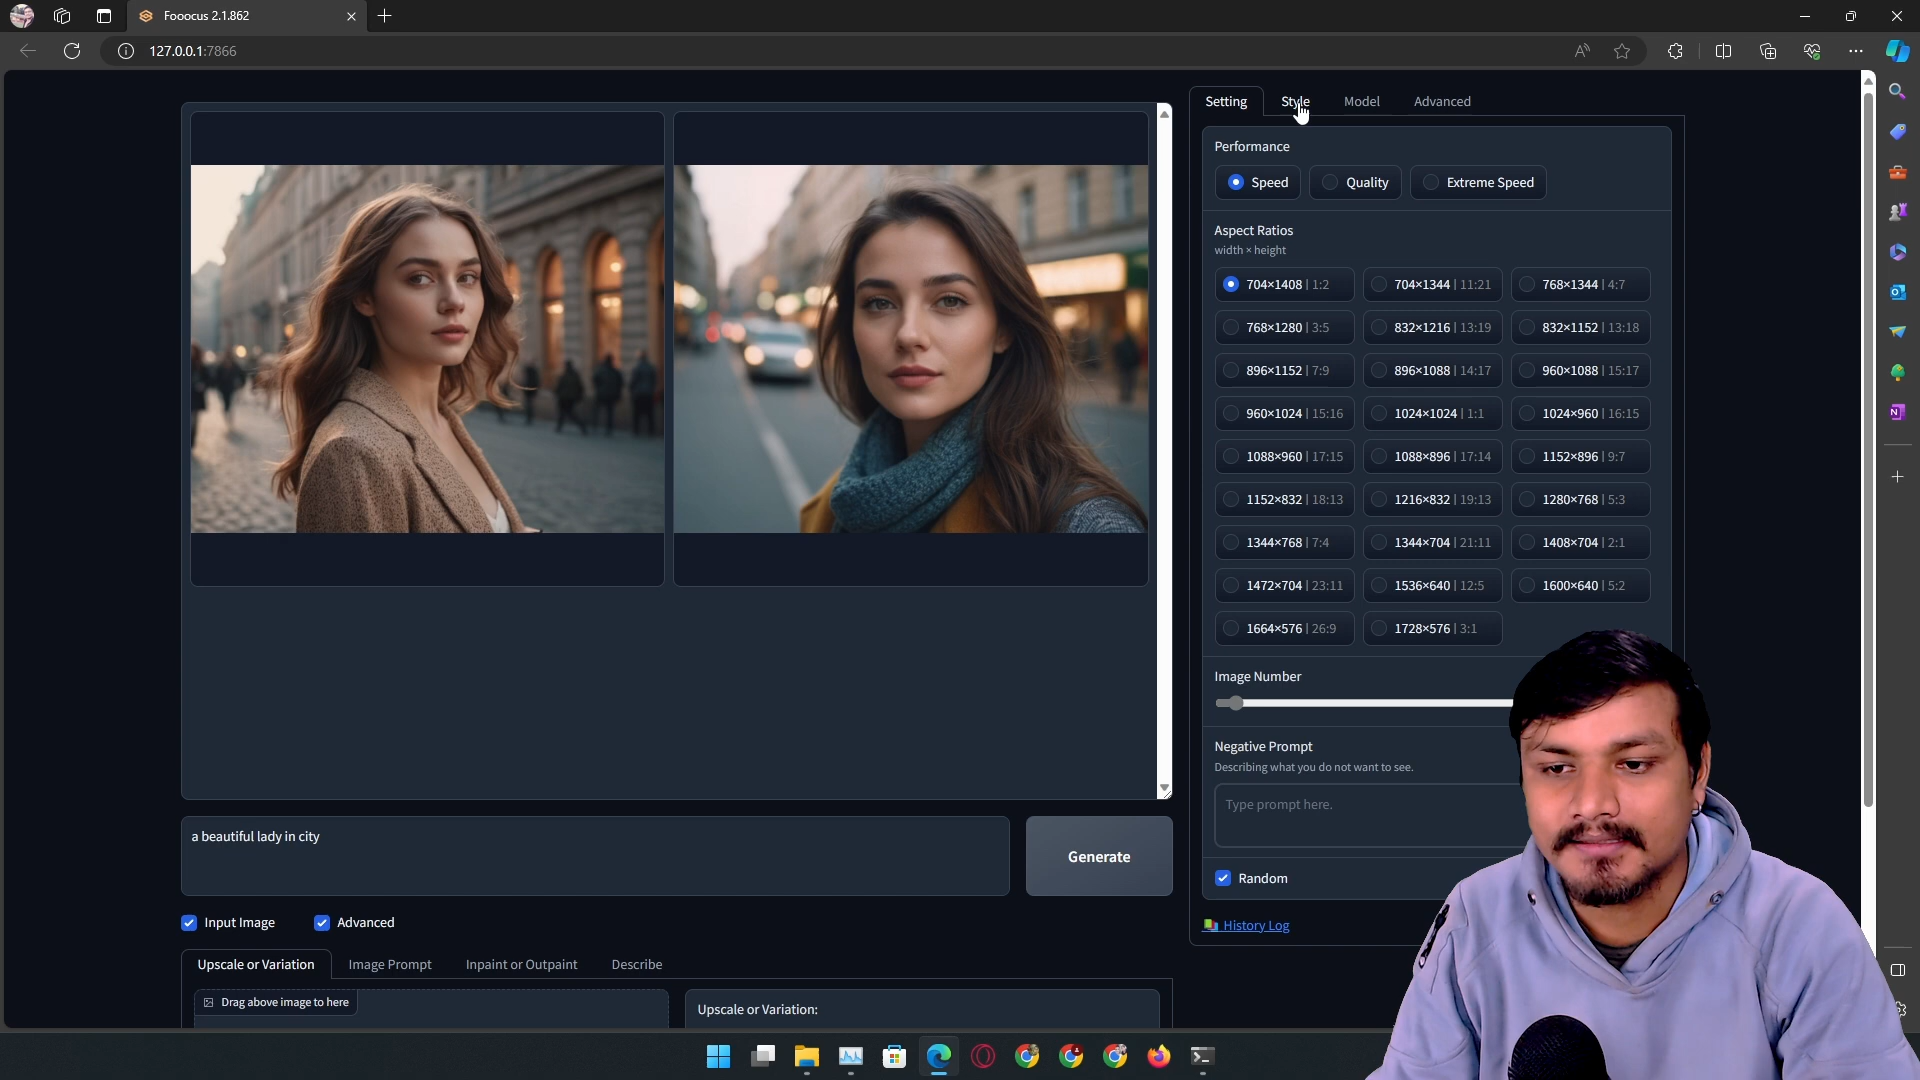 Fooocus 2.1.862
127.0.0.1:7866
Setting
Style
Model
Advanced
Performance
Speed
Quality
Extreme Speed
Aspect Ratios
width × height
704×1408 | 1:2
704×1344 | 11:21
768×1344 | 4:7
768×1280 | 3:5
832×1216 | 13:19
832×1152 | 13:18
896×1152 | 7:9
896×1088 | 14:17
960×1088 | 15:17
960×1024 | 15:16
1024×1024 | 1:1
1024×960 | 16:15
1088×960 | 17:15
1088×896 | 17:14
1152×896 | 9:7
1152×832 | 18:13
1216×832 | 19:13
1280×768 | 5:3
1344×768 | 7:4
1344×704 | 21:11
1408×704 | 2:1
1472×704 | 23:11
1536×640 | 12:5
1600×640 | 5:2
1664×576 | 26:9
1728×576 | 3:1
Image Number
Negative Prompt
Describing what you do not want to see.
Type prompt here.
Random
History Log
a beautiful lady in city
Generate
Input Image
Advanced
Upscale or Variation
Image Prompt
Inpaint or Outpaint
Describe
Drag above image to here
Upscale or Variation: